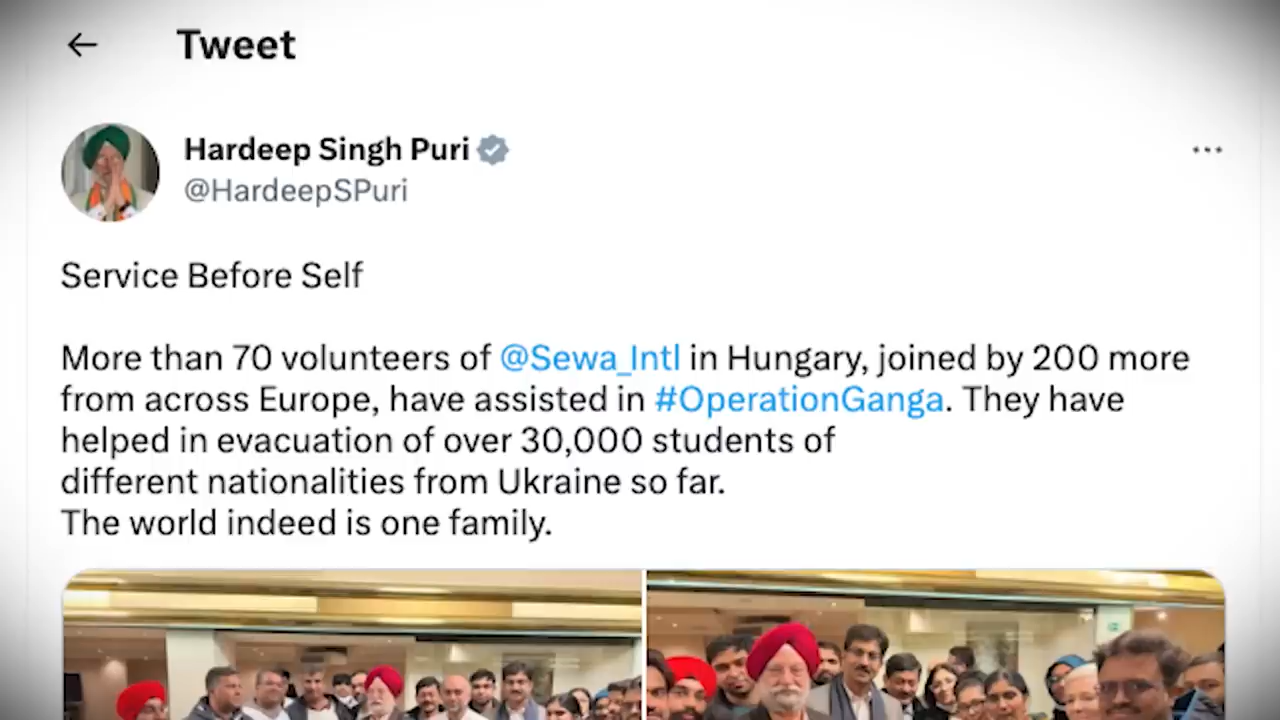 Tweet
Hardeep Singh Puri
@HardeepSPuri
Service Before Self
More than 70 volunteers of @Sewa_Intl in Hungary, joined by 200 more
from across Europe, have assisted in #OperationGanga. They have
helped in evacuation of over 30,000 students of
different nationalities from Ukraine so far.
The world indeed is one family.